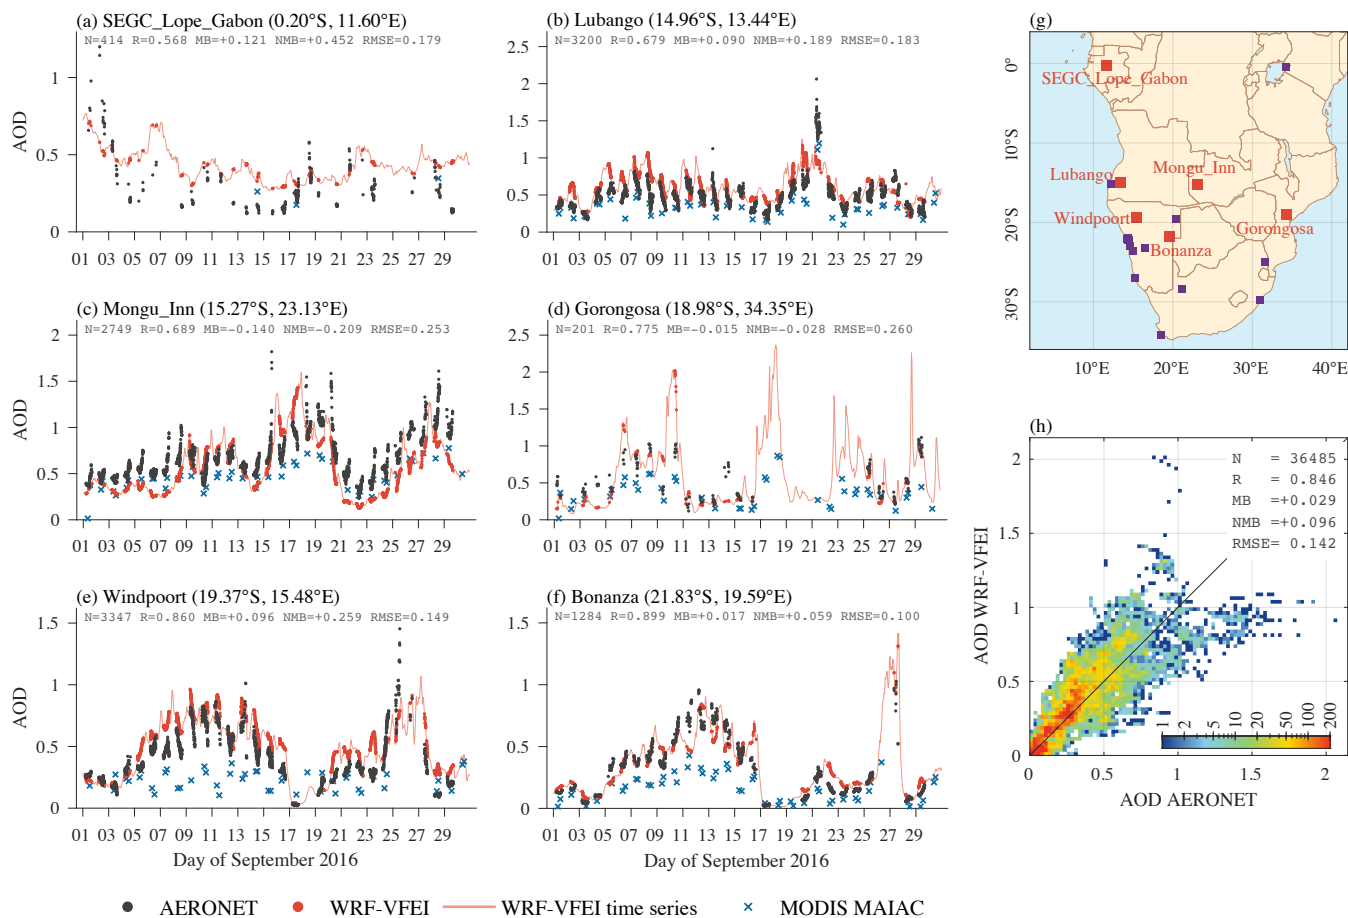 (a) SEGC_Lope_Gabon (0.20°S, 11.60°E)
N=414 R=0.568 MB=+0.121 NMB=+0.452 RMSE=0.179
AOD
1
0.5
0
01 03 05 07 09 11 13 15 17 19 21 23 25 27 29
(b) Lubango (14.96°S, 13.44°E)
N=3200 R=0.679 MB=+0.090 NMB=+0.189 RMSE=0.183
2.5
2
1.5
1
0.5
0
01 03 05 07 09 11 13 15 17 19 21 23 25 27 29
(c) Mongu_Inn (15.27°S, 23.13°E)
N=2749 R=0.689 MB=−0.140 NMB=−0.209 RMSE=0.253
AOD
2
1.5
1
0.5
0
01 03 05 07 09 11 13 15 17 19 21 23 25 27 29
(d) Gorongosa (18.98°S, 34.35°E)
N=201 R=0.775 MB=−0.015 NMB=−0.028 RMSE=0.260
2.5
2
1.5
1
0.5
0
01 03 05 07 09 11 13 15 17 19 21 23 25 27 29
(e) Windpoort (19.37°S, 15.48°E)
N=3347 R=0.860 MB=+0.096 NMB=+0.259 RMSE=0.149
AOD
1.5
1
0.5
0
01 03 05 07 09 11 13 15 17 19 21 23 25 27 29
Day of September 2016
(f) Bonanza (21.83°S, 19.59°E)
N=1284 R=0.899 MB=+0.017 NMB=+0.059 RMSE=0.100
1.5
1
0.5
0
01 03 05 07 09 11 13 15 17 19 21 23 25 27 29
Day of September 2016
AERONET WRF-VFEI WRF-VFEI time series MODIS MAIAC
(g)
0°
10°S
20°S
30°S
10°E 20°E 30°E 40°E
SEGC_Lope_Gabon
Lubango
Mongu_Inn
Windpoort
Gorongosa
Bonanza
(h)
N = 36485
R = 0.846
MB =+0.029
NMB =+0.096
RMSE= 0.142
AOD WRF-VFEI
2
1.5
1
0.5
0
1 2 5 10 20 50 100 200
0 0.5 1 1.5 2
AOD AERONET